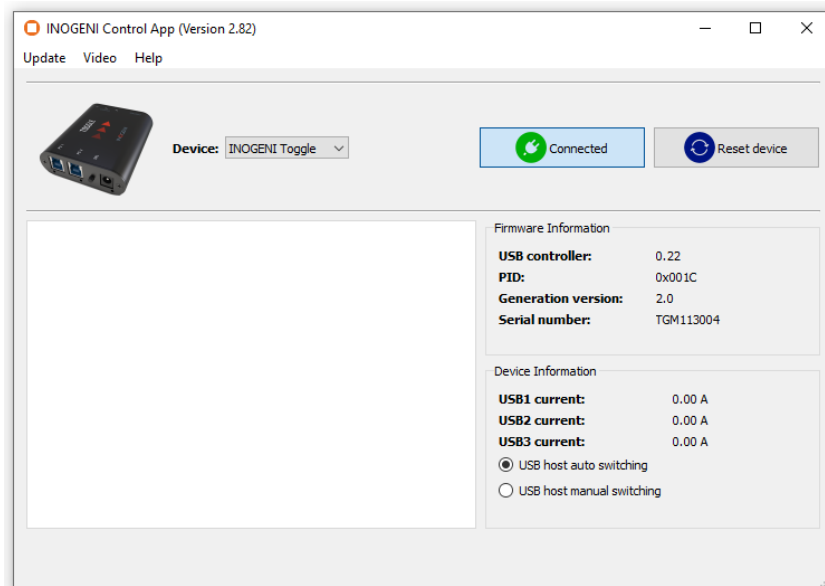 INOGENI Control App (Version 2.82)
Update Video Help
Device: INOGENI Toggle
Connected
Reset device
Firmware Information
USB controller: 0.22
PID: 0x001C
Generation version: 2.0
Serial number: TGM113004
Device Information
USB1 current: 0.00 A
USB2 current: 0.00 A
USB3 current: 0.00 A
USB host auto switching
USB host manual switching